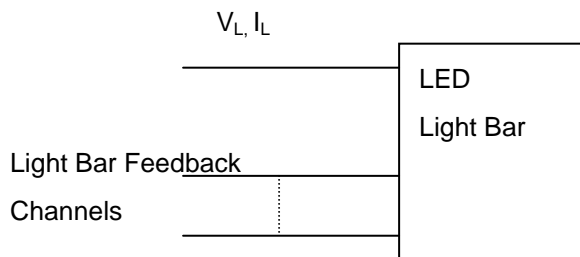 VL, IL
LED
Light Bar
Light Bar Feedback
Channels